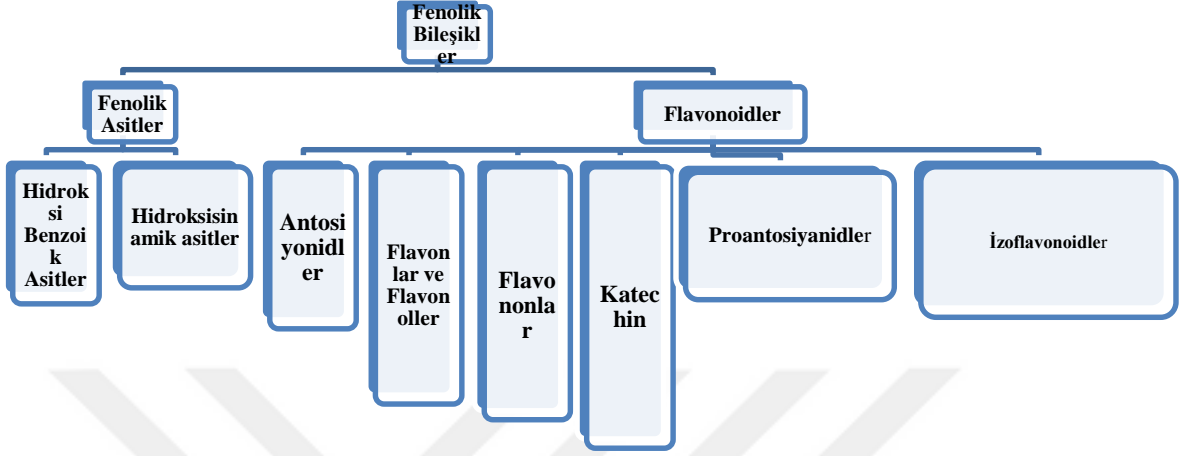 Fenolik
Bileşikl
er
Fenolik
Asitler
Flavonoidler
Hidrok
si
Benzoi
k
Asitler
Hidroksisin
amik asitler
Antosi
yonidl
er
Flavon
lar ve
Flavon
oller
Flavo
nonla
r
Katec
hin
Proantosiyanidler
İzoflavonoidler